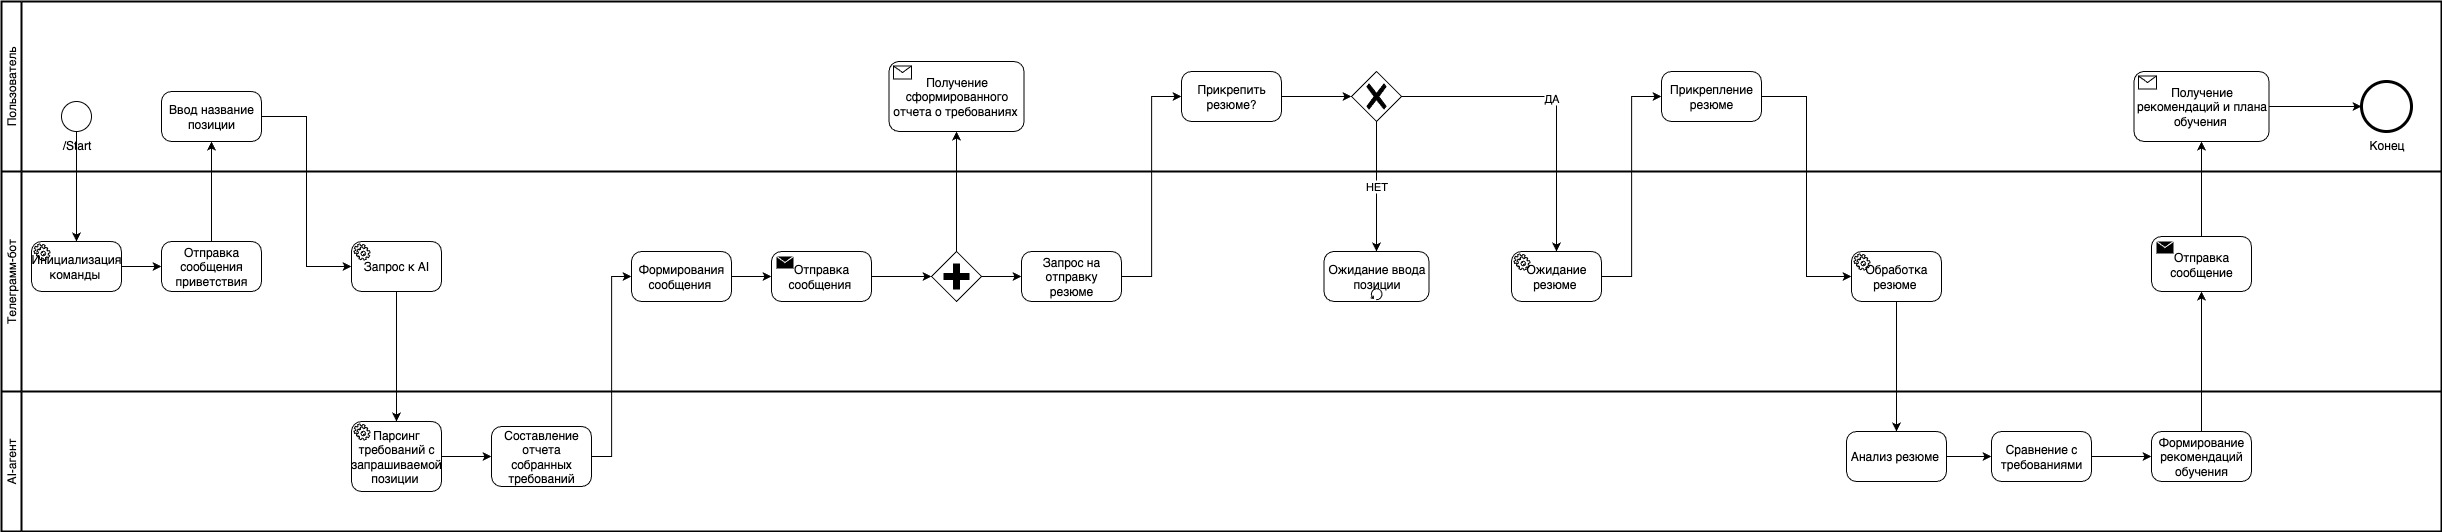 Пользователь
/Start
Ввод название
позиции
Получение
сформированного
отчета о требованиях
Прикрепить
резюме?
ДА
НЕТ
Прикрепление
резюме
Получение
рекомендаций и плана
обучения
Конец
Телеграмм-бот
Инициализация
команды
Отправка
сообщения
приветствия
Запрос к AI
Формирования
сообщения
Отправка
сообщения
Запрос на
отправку
резюме
Ожидание ввода
позиции
Ожидание
резюме
Обработка
резюме
Отправка
сообщение
AI-агент
Парсинг
требований с
запрашиваемой
позиции
Составление
отчета
собранных
требований
Анализ резюме
Сравнение с
требованиями
Формирование
рекомендаций
обучения